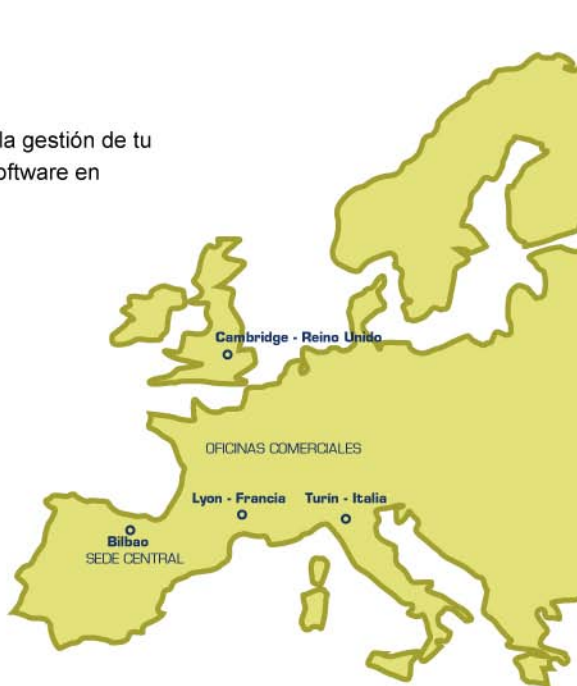 la gestión de tu
oftware en
Cambridge - Reino Unido
OFICINAS COMERCIALES
Lyon - Francia
Turín - Italia
Bilbao
SEDE CENTRAL